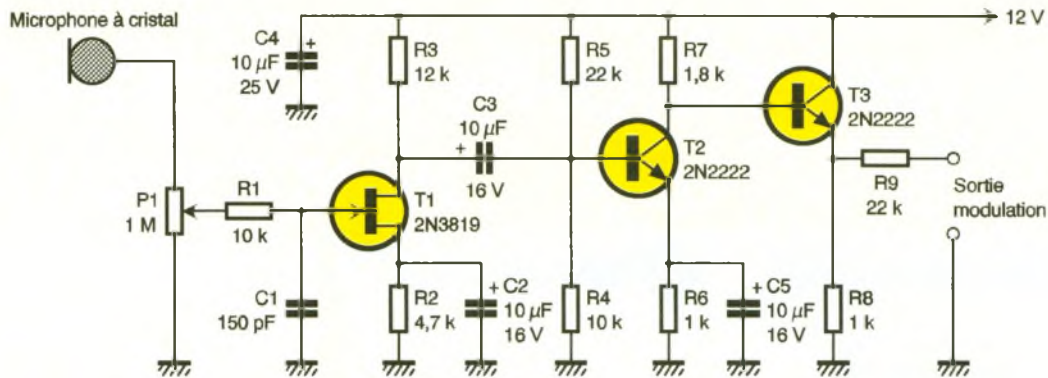 Microphone à cristal
C4
10 µF
25 V
R3
12 k
R5
22 k
R7
1,8 k
12 V
C3
10 µF
16 V
T3
2N2222
T2
2N2222
R9
22 k
Sortie
modulation
P1
1 M
R1
10 k
T1
2N3819
C1
150 pF
R2
4,7 k
C2
10 µF
16 V
R4
10 k
R6
1 k
C5
10 µF
16 V
R8
1 k